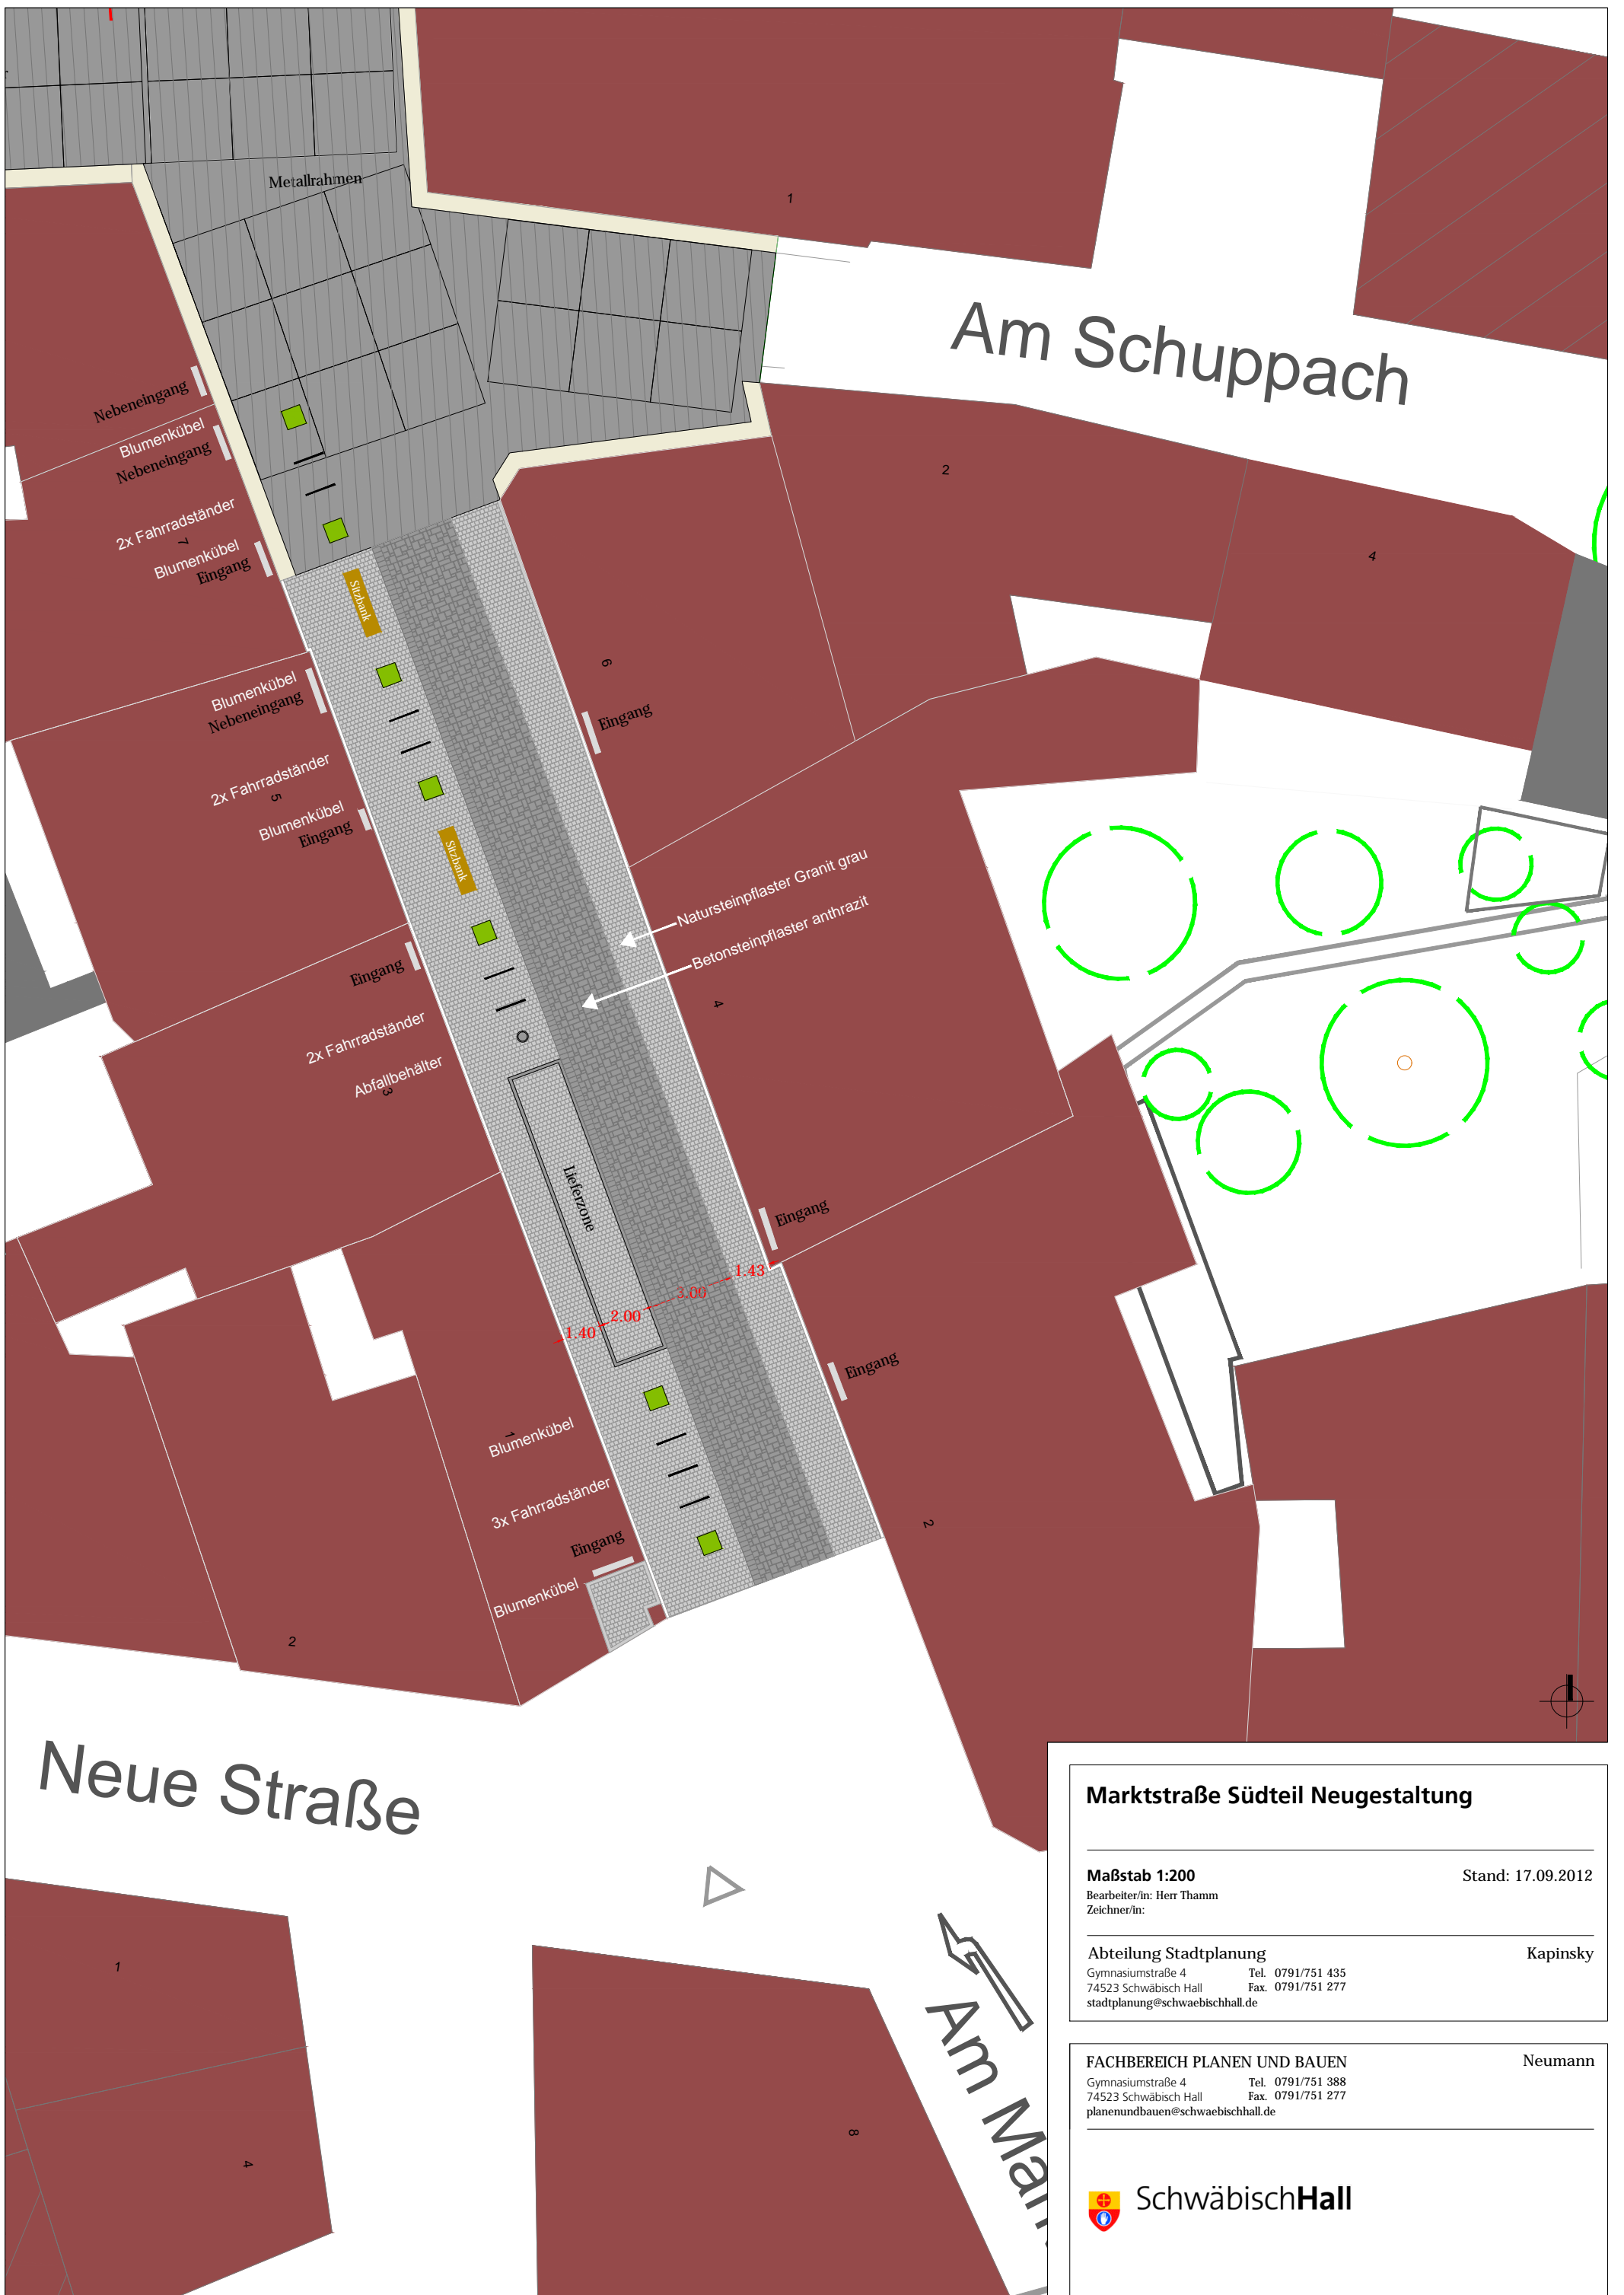 Metallrahmen
1
Am Schuppach
Nebeneingang
Blumenkübel
Nebeneingang
2
2x Fahrradständer
7
Blumenkübel
Eingang
4
Sitzbank
6
Blumenkübel
Nebeneingang
Eingang
2x Fahrradständer
5
Blumenkübel
Eingang
Sitzbank
Natursteinpflaster Granit grau
Betonsteinpflaster anthrazit
Eingang
4
2x Fahrradständer
Abfallbehälter
3
Lieferzone
Eingang
1.40 2.00 3.00 1.43
Eingang
1
Blumenkübel
3x Fahrradständer
Eingang
2
Blumenkübel
2
Neue Straße
1
4
8
Marktstraße Südteil Neugestaltung
Maßstab 1:200 Stand: 17.09.2012
Bearbeiter/in: Herr Thamm
Zeichner/in:
Abteilung Stadtplanung Kapinsky
Gymnasiumstraße 4 Tel. 0791/751 435
74523 Schwäbisch Hall Fax. 0791/751 277
stadtplanung@schwaebischhall.de
FACHBEREICH PLANEN UND BAUEN Neumann
Gymnasiumstraße 4 Tel. 0791/751 388
74523 Schwäbisch Hall Fax. 0791/751 277
planenundbauen@schwaebischhall.de
SchwäbischHall
Am